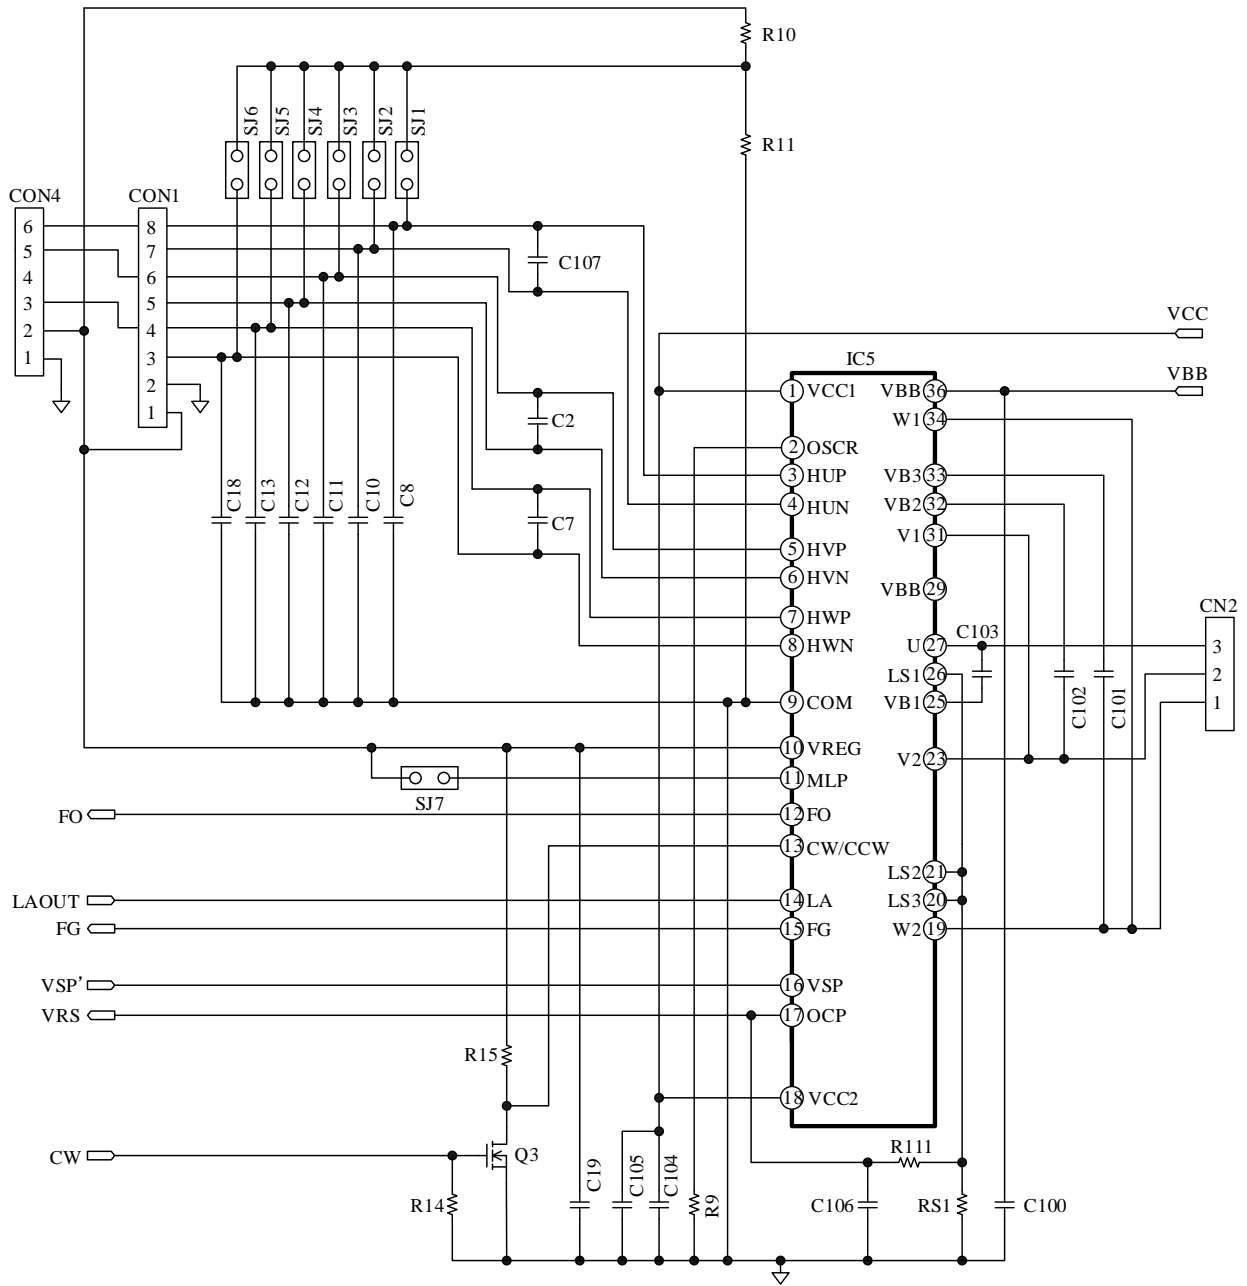 R10
R11
SJ6
SJ5
SJ4
SJ3
SJ2
SJ1
CON4
CON1
6
5
4
3
2
1
8
7
6
5
4
3
2
1
C107
C2
C7
C18
C13
C12
C11
C10
C8
VCC
VBB
IC5
1 VCC1
2 OSCR
3 HUP
4 HUN
5 HVP
6 HVN
7 HWP
8 HWN
9 COM
10 VREG
11 MLP
12 FO
13 CW/CCW
14 LA
15 FG
16 VSP
17 OCP
18 VCC2
VBB 36
W1 34
VB3 33
VB2 32
V1 31
VBB 29
U 27
LS1 26
VB1 25
V2 23
LS2 21
LS3 20
W2 19
C103
C102
C101
CN2
3
2
1
SJ7
FO
LAOUT
FG
VSP'
VRS
CW
R15
Q3
R14
C19
C105
C104
R9
R111
C106
RS1
C100